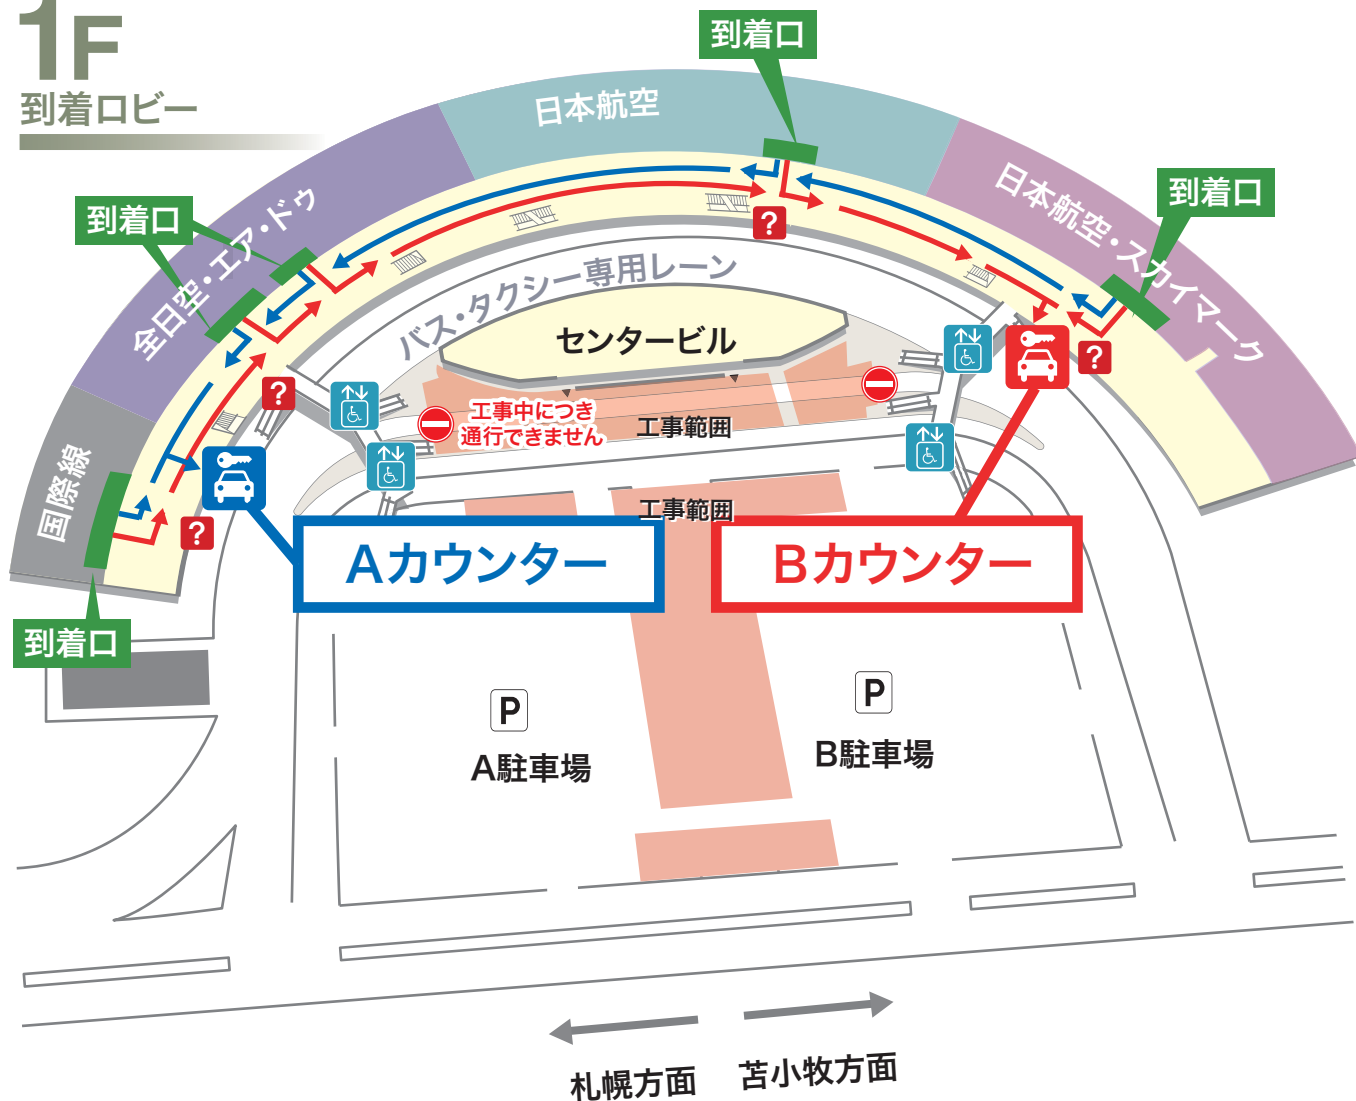 1F
到着ロビー
到着口
日本航空
日本航空・スカイマーク
到着口
到着口
全日空・エア・ドゥ
?
バス・タクシー専用レーン
センタービル
?
?
工事中につき
通行できません
工事範囲
国際線
?
工事範囲
Aカウンター
Bカウンター
到着口
P
A駐車場
P
B駐車場
札幌方面
苫小牧方面